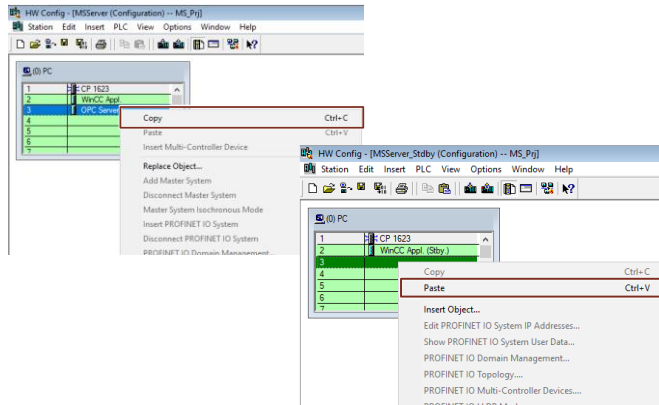 HW Config - [MSServer (Configuration) -- MS_Prj]
Station Edit Insert PLC View Options Window Help
(0) PC
1 CP 1623
2 WinCC Appl.
3 OPC Server
4
5
6
7
Copy Ctrl+C
Paste Ctrl+V
Insert Multi-Controller Device
Replace Object...
Add Master System
Disconnect Master System
Master System Isochronous Mode
Insert PROFINET IO System
Disconnect PROFINET IO System
PROFINET IO Domain Management...
HW Config - [MSServer_Stdby (Configuration) -- MS_Prj]
Station Edit Insert PLC View Options Window Help
(0) PC
1 CP 1623
2 WinCC Appl. (Stby.)
3
4
5
6
7
Copy Ctrl+C
Paste Ctrl+V
Insert Object...
Edit PROFINET IO System IP Addresses...
Show PROFINET IO System User Data...
PROFINET IO Domain Management...
PROFINET IO Topology....
PROFINET IO Multi-Controller Devices....